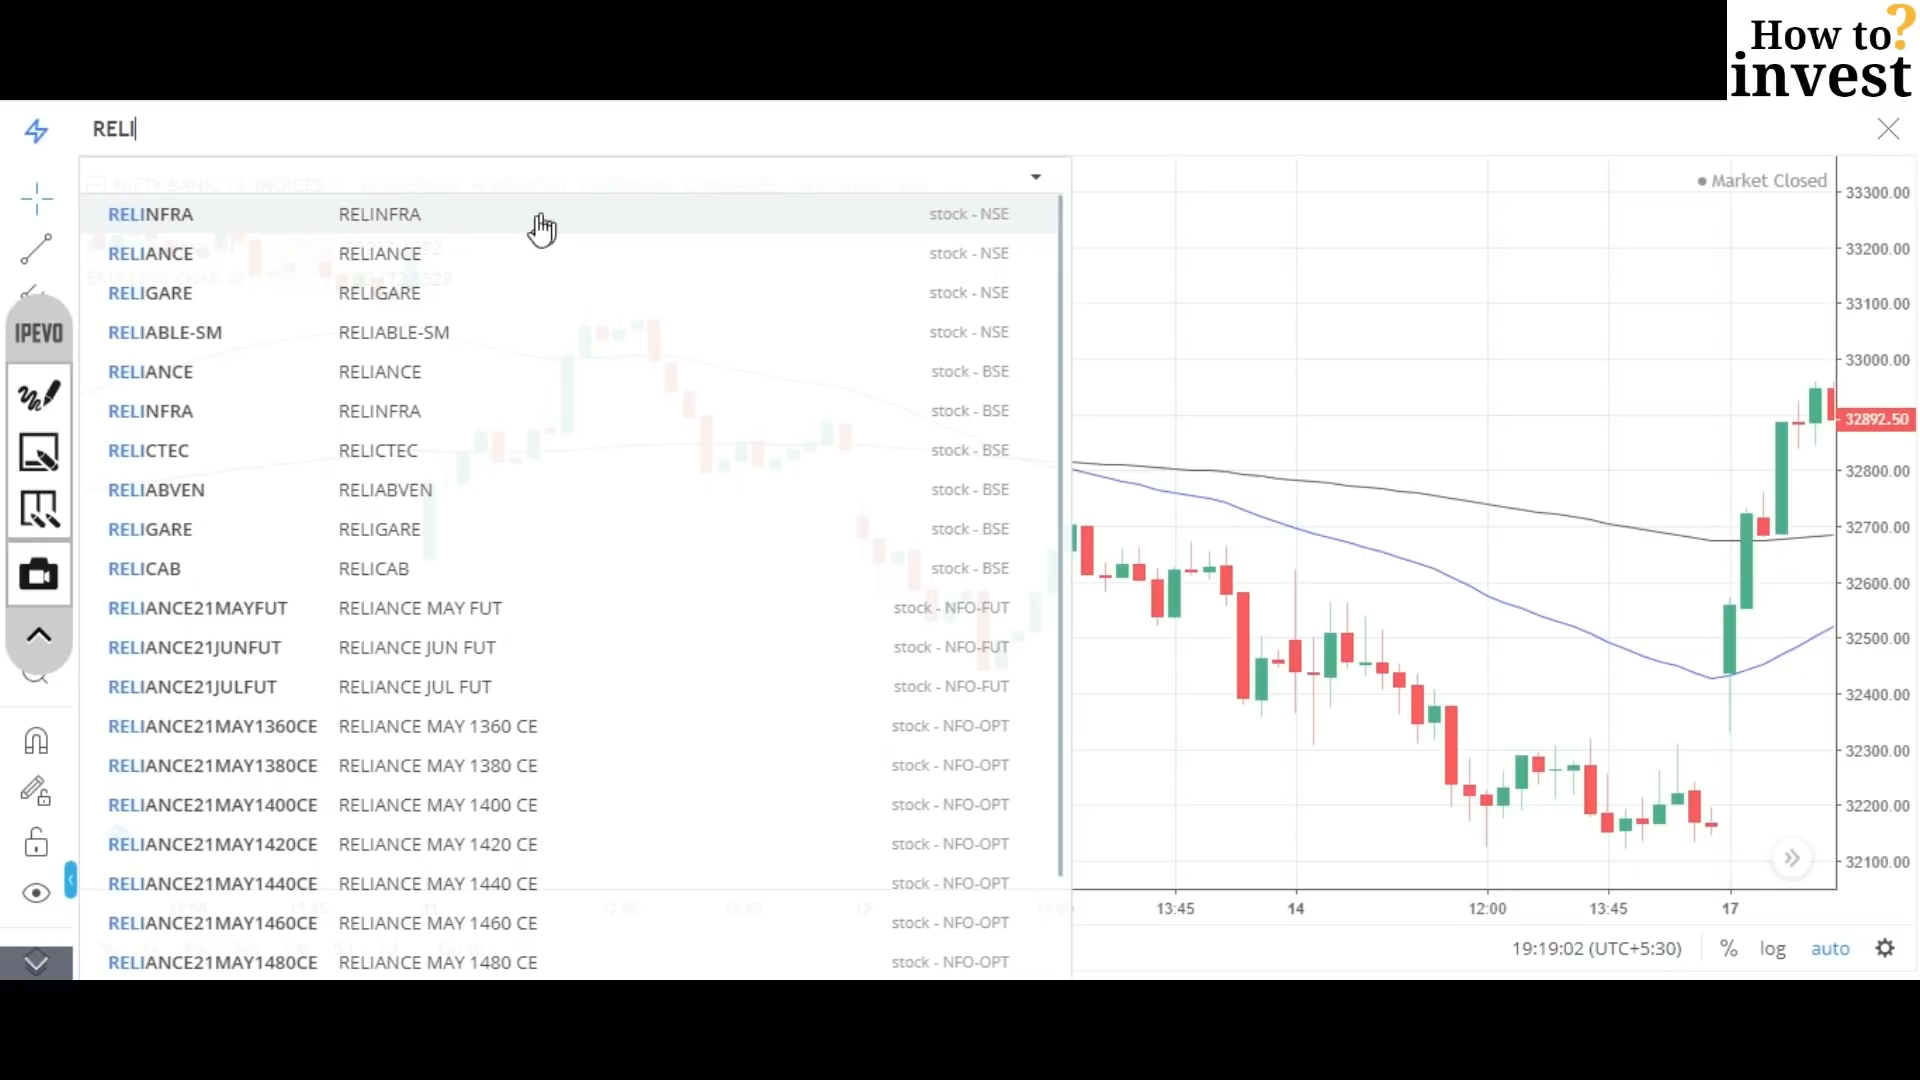 How to?
invest
RELI
NIFTY BANK, 15, INDICES
Market Closed
RELINFRA RELINFRA stock - NSE
RELIANCE RELIANCE stock - NSE
RELIGARE RELIGARE stock - NSE
RELIABLE-SM RELIABLE-SM stock - NSE
RELIANCE RELIANCE stock - BSE
RELINFRA RELINFRA stock - BSE
RELICTEC RELICTEC stock - BSE
RELIABVEN RELIABVEN stock - BSE
RELIGARE RELIGARE stock - BSE
RELICAB RELICAB stock - BSE
RELIANCE21MAYFUT RELIANCE MAY FUT stock - NFO-FUT
RELIANCE21JUNFUT RELIANCE JUN FUT stock - NFO-FUT
RELIANCE21JULFUT RELIANCE JUL FUT stock - NFO-FUT
RELIANCE21MAY1360CE RELIANCE MAY 1360 CE stock - NFO-OPT
RELIANCE21MAY1380CE RELIANCE MAY 1380 CE stock - NFO-OPT
RELIANCE21MAY1400CE RELIANCE MAY 1400 CE stock - NFO-OPT
RELIANCE21MAY1420CE RELIANCE MAY 1420 CE stock - NFO-OPT
RELIANCE21MAY1440CE RELIANCE MAY 1440 CE stock - NFO-OPT
RELIANCE21MAY1460CE RELIANCE MAY 1460 CE stock - NFO-OPT
RELIANCE21MAY1480CE RELIANCE MAY 1480 CE stock - NFO-OPT
IPEVO
33300.00
33200.00
33100.00
33000.00
32892.50
32800.00
32700.00
32600.00
32500.00
32400.00
32300.00
32200.00
32100.00
13:45 14 12:00 13:45 17
19:19:02 (UTC+5:30) % log auto